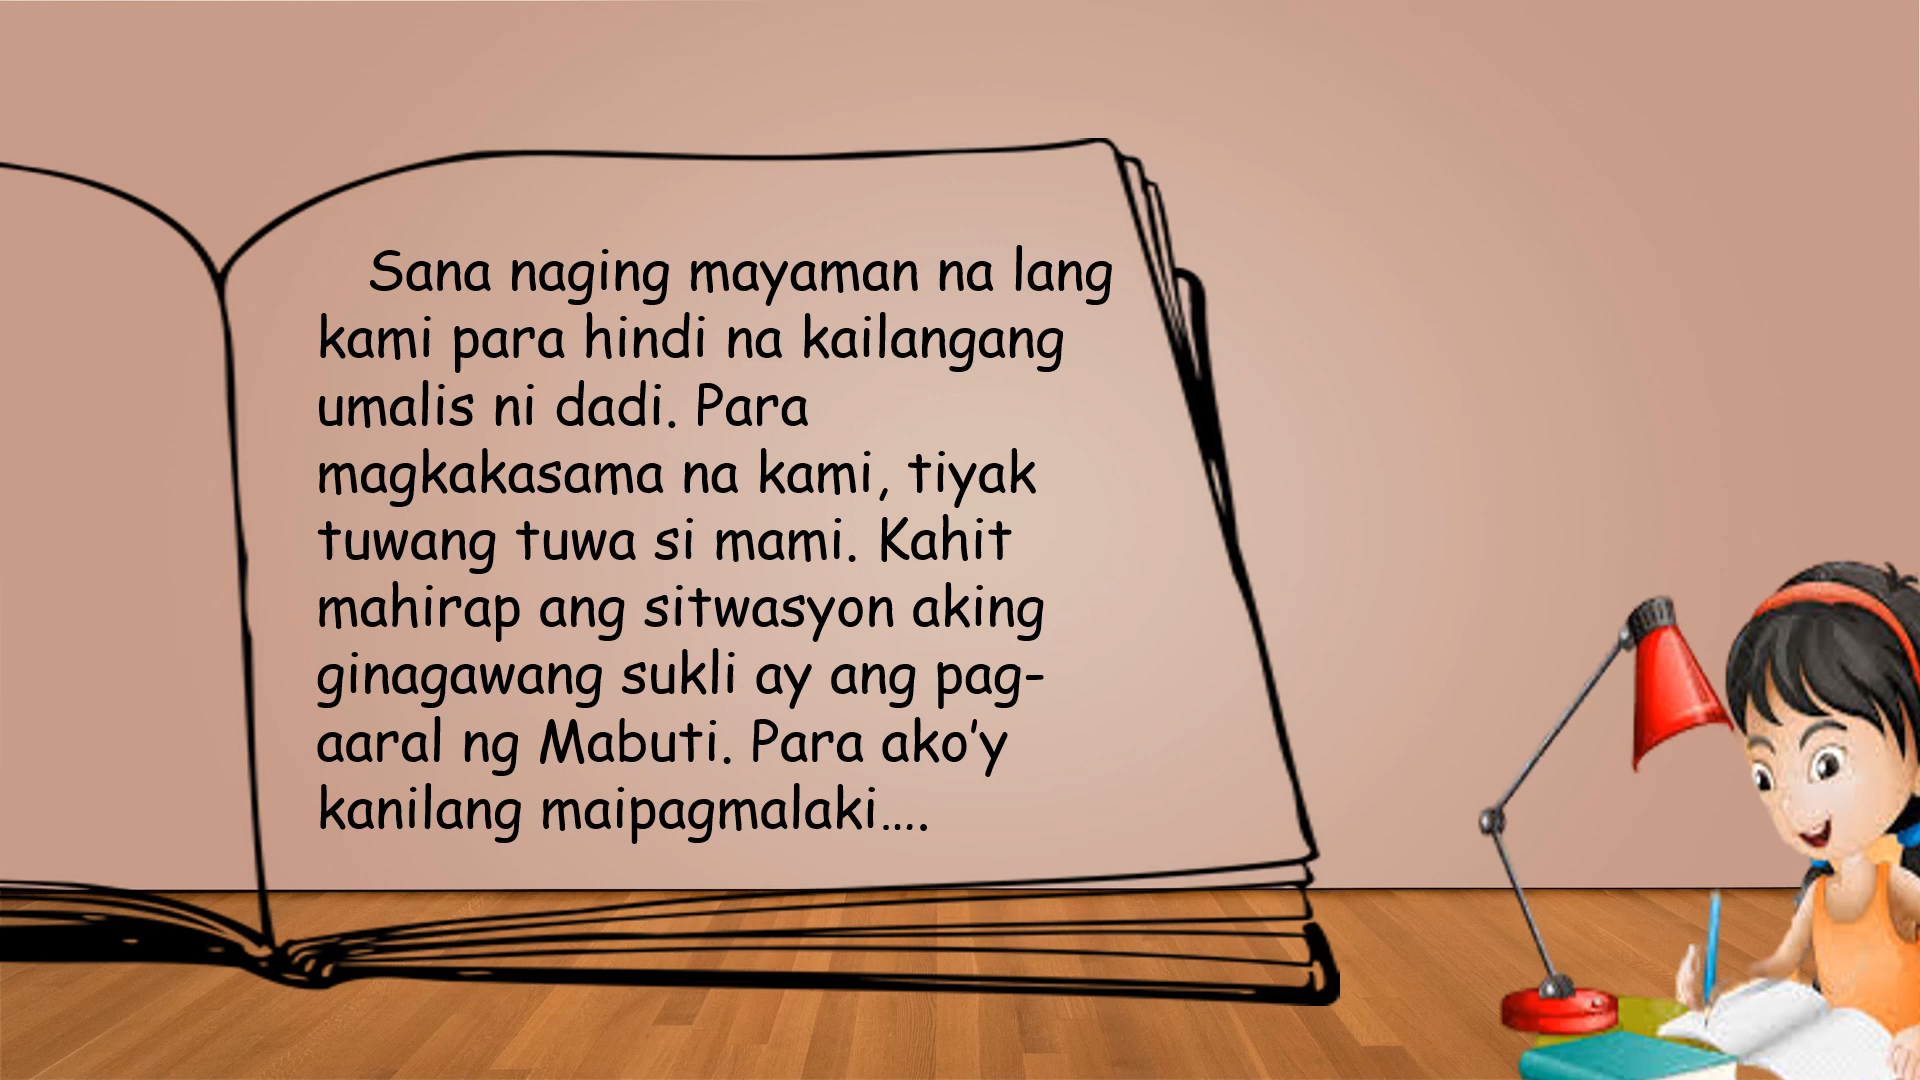 Sana naging mayaman na lang
kami para hindi na kailangang
umalis ni dadi. Para
magkakasama na kami, tiyak
tuwang tuwa si mami. Kahit
mahirap ang sitwasyon aking
ginagawang sukli ay ang pag-
aaral ng Mabuti. Para ako’y
kanilang maipagmalaki….